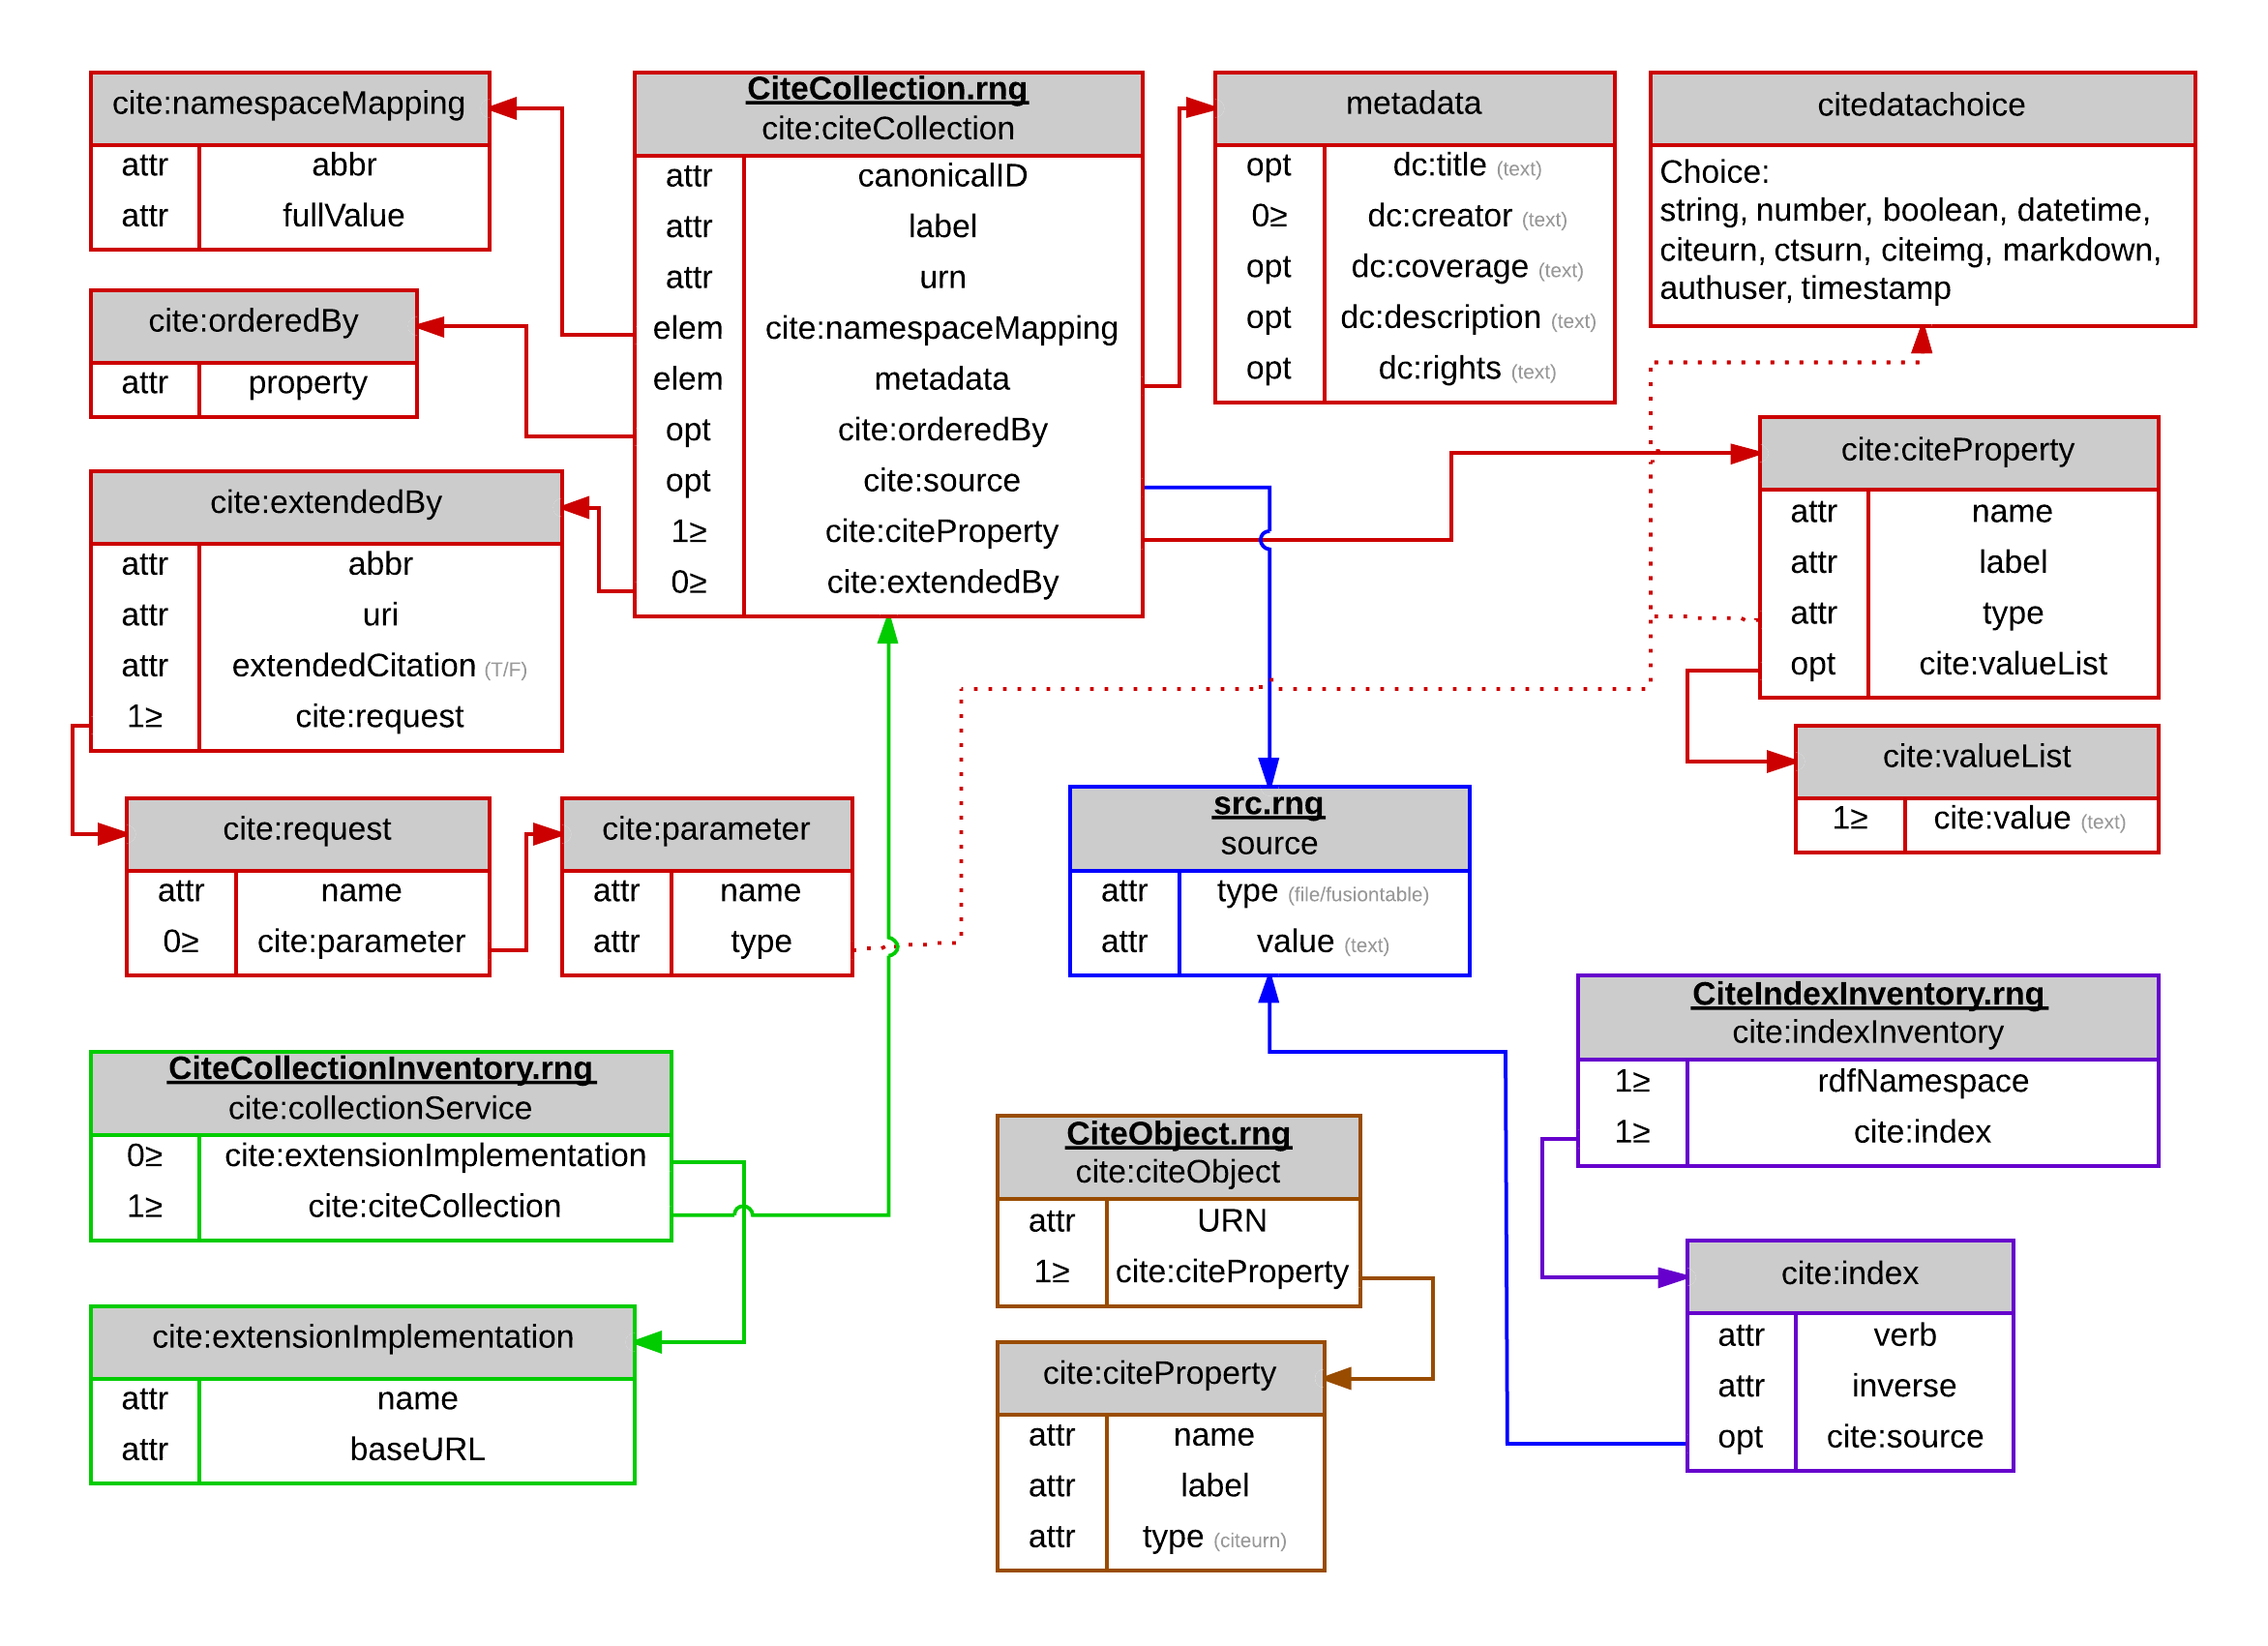 cite:namespaceMapping
attr abbr
attr fullValue
cite:orderedBy
attr property
cite:extendedBy
attr abbr
attr uri
attr extendedCitation (T/F)
1≥ cite:request
cite:request
attr name
0≥ cite:parameter
cite:parameter
attr name
attr type
CiteCollection.rng
cite:citeCollection
attr canonicalID
attr label
attr urn
elem cite:namespaceMapping
elem metadata
opt cite:orderedBy
opt cite:source
1≥ cite:citeProperty
0≥ cite:extendedBy
metadata
opt dc:title (text)
0≥ dc:creator (text)
opt dc:coverage (text)
opt dc:description (text)
opt dc:rights (text)
citedatachoice
Choice:
string, number, boolean, datetime,
citeurn, ctsurn, citeimg, markdown,
authuser, timestamp
cite:citeProperty
attr name
attr label
attr type
opt cite:valueList
cite:valueList
1≥ cite:value (text)
src.rng
source
attr type (file/fusiontable)
attr value (text)
CiteCollectionInventory.rng
cite:collectionService
0≥ cite:extensionImplementation
1≥ cite:citeCollection
cite:extensionImplementation
attr name
attr baseURL
CiteObject.rng
cite:citeObject
attr URN
1≥ cite:citeProperty
cite:citeProperty
attr name
attr label
attr type (citeurn)
CiteIndexInventory.rng
cite:indexInventory
1≥ rdfNamespace
1≥ cite:index
cite:index
attr verb
attr inverse
opt cite:source